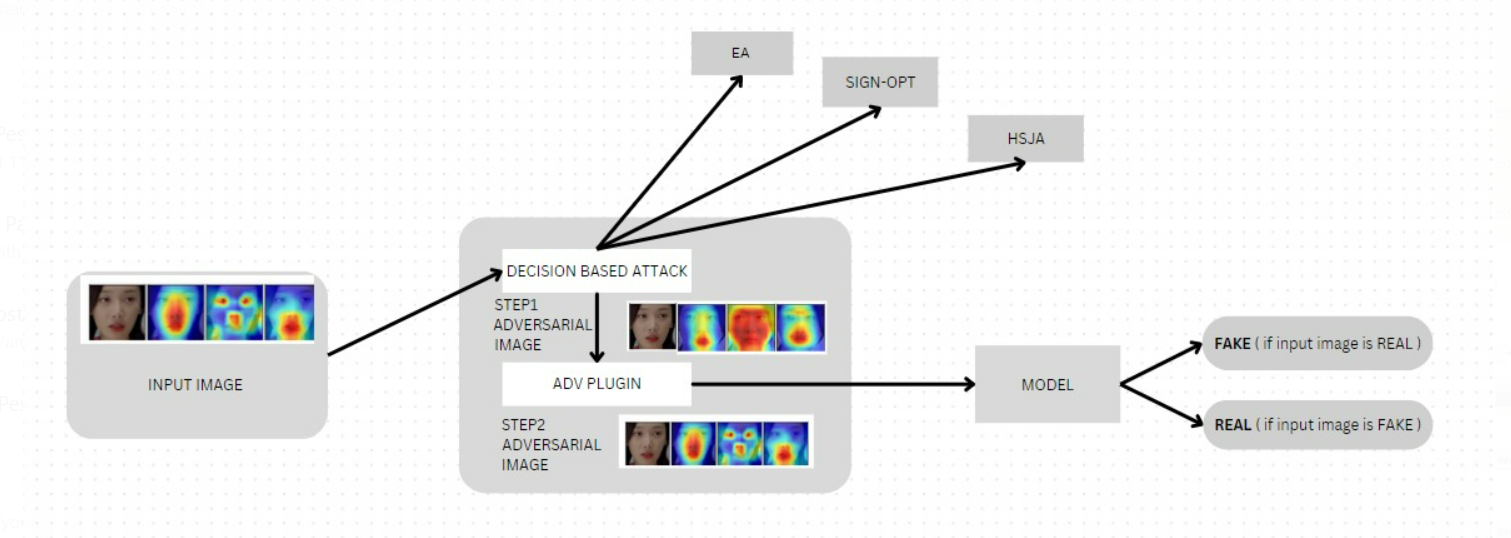 EA
SIGN-OPT
HSJA
DECISION BASED ATTACK
STEP1
ADVERSARIAL
IMAGE
INPUT IMAGE
ADV PLUGIN
STEP2
ADVERSARIAL
IMAGE
MODEL
FAKE ( if input image is REAL )
REAL ( if input image is FAKE )